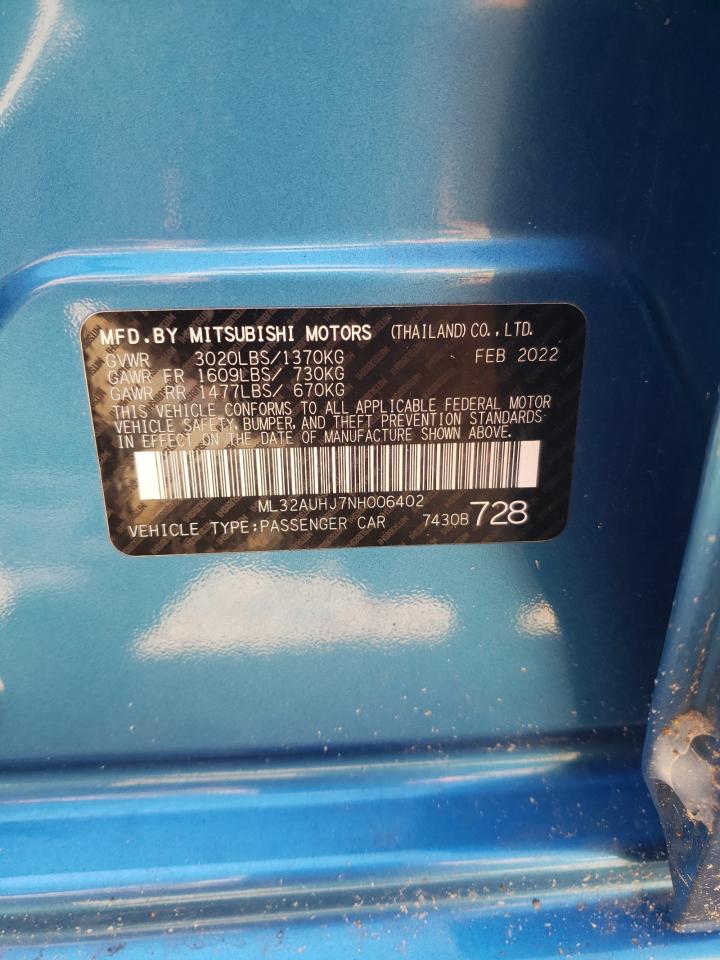 MFD.BY MITSUBISHI MOTORS (THAILAND)CO.,LTD.
GVWR 3020LBS/1370KG FEB 2022
GAWR FR 1609LBS/ 730KG
GAWR RR 1477LBS/ 670KG
THIS VEHICLE CONFORMS TO ALL APPLICABLE FEDERAL MOTOR
VEHICLE SAFETY, BUMPER, AND THEFT PREVENTION STANDARDS
IN EFFECT ON THE DATE OF MANUFACTURE SHOWN ABOVE.
ML32AUHJ7NH006402
VEHICLE TYPE:PASSENGER CAR 7430B 728